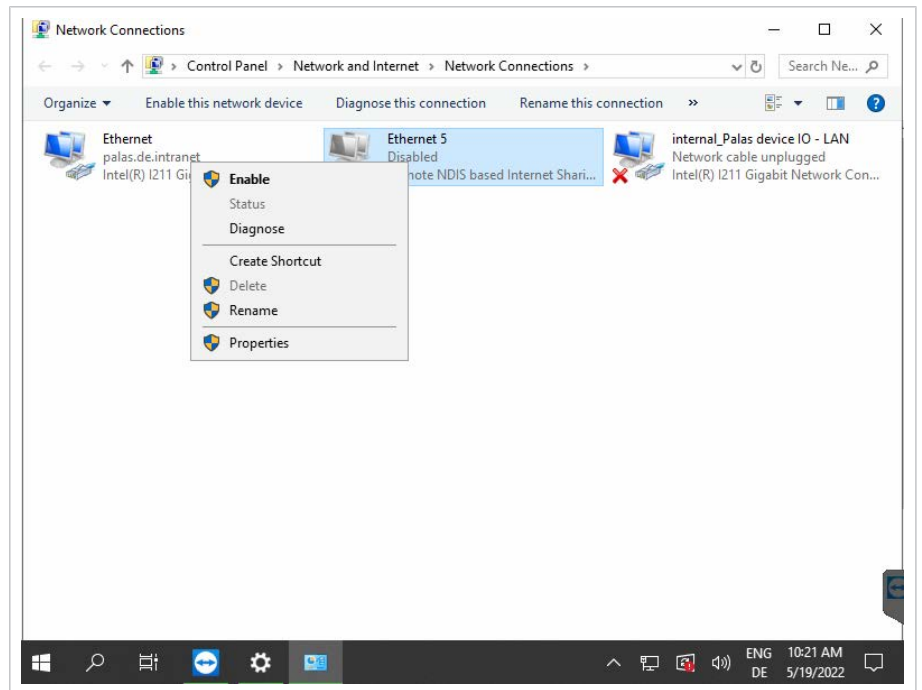 Network Connections
Control Panel > Network and Internet > Network Connections >
Search Ne...
Organize
Enable this network device
Diagnose this connection
Rename this connection
»
?
Ethernet
palas.de.intranet
Intel(R) I211
Ethernet 5
Disabled
NDIS based Internet Shari...
internal_Palas device IO - LAN
Network cable unplugged
Intel(R) I211 Gigabit Network Con...
Enable
Status
Diagnose
Create Shortcut
Delete
Rename
Properties
ENG
DE
10:21 AM
5/19/2022